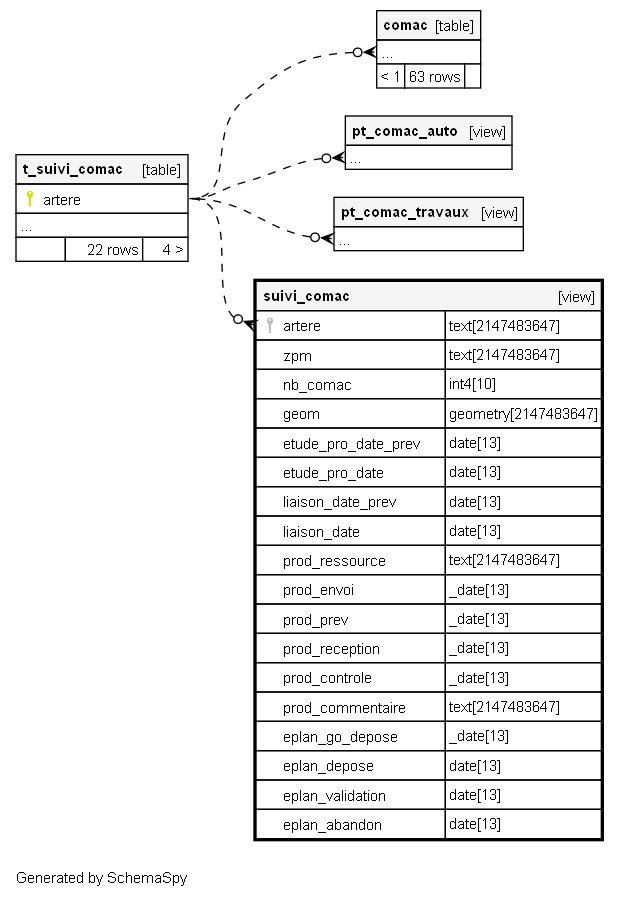 comac [table]
...
< 1 63 rows
pt_comac_auto [view]
...
t_suivi_comac [table]
artere
...
22 rows 4 >
pt_comac_travaux [view]
...
suivi_comac [view]
artere text[2147483647]
zpm text[2147483647]
nb_comac int4[10]
geom geometry[2147483647]
etude_pro_date_prev date[13]
etude_pro_date date[13]
liaison_date_prev date[13]
liaison_date date[13]
prod_ressource text[2147483647]
prod_envoi _date[13]
prod_prev _date[13]
prod_reception _date[13]
prod_controle _date[13]
prod_commentaire text[2147483647]
eplan_go_depose _date[13]
eplan_depose date[13]
eplan_validation date[13]
eplan_abandon date[13]
Generated by SchemaSpy